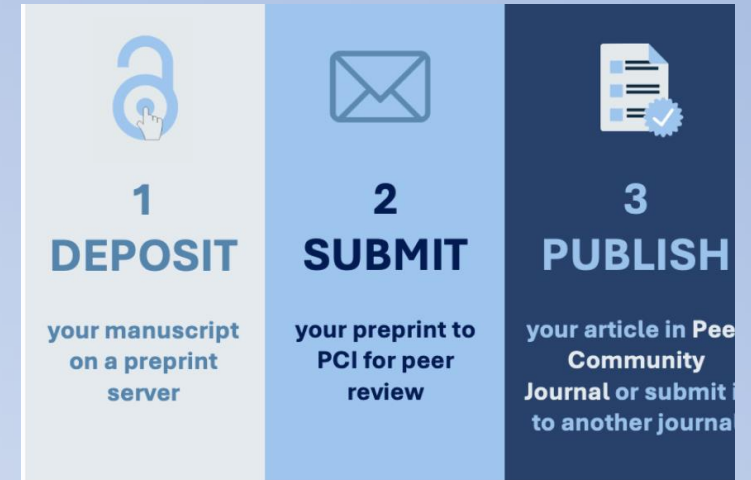 1
DEPOSIT
your manuscript
on a preprint
server
2
SUBMIT
your preprint to
PCI for peer
review
3
PUBLISH
your article in Pee
Community
Journal or submit i
to another journal